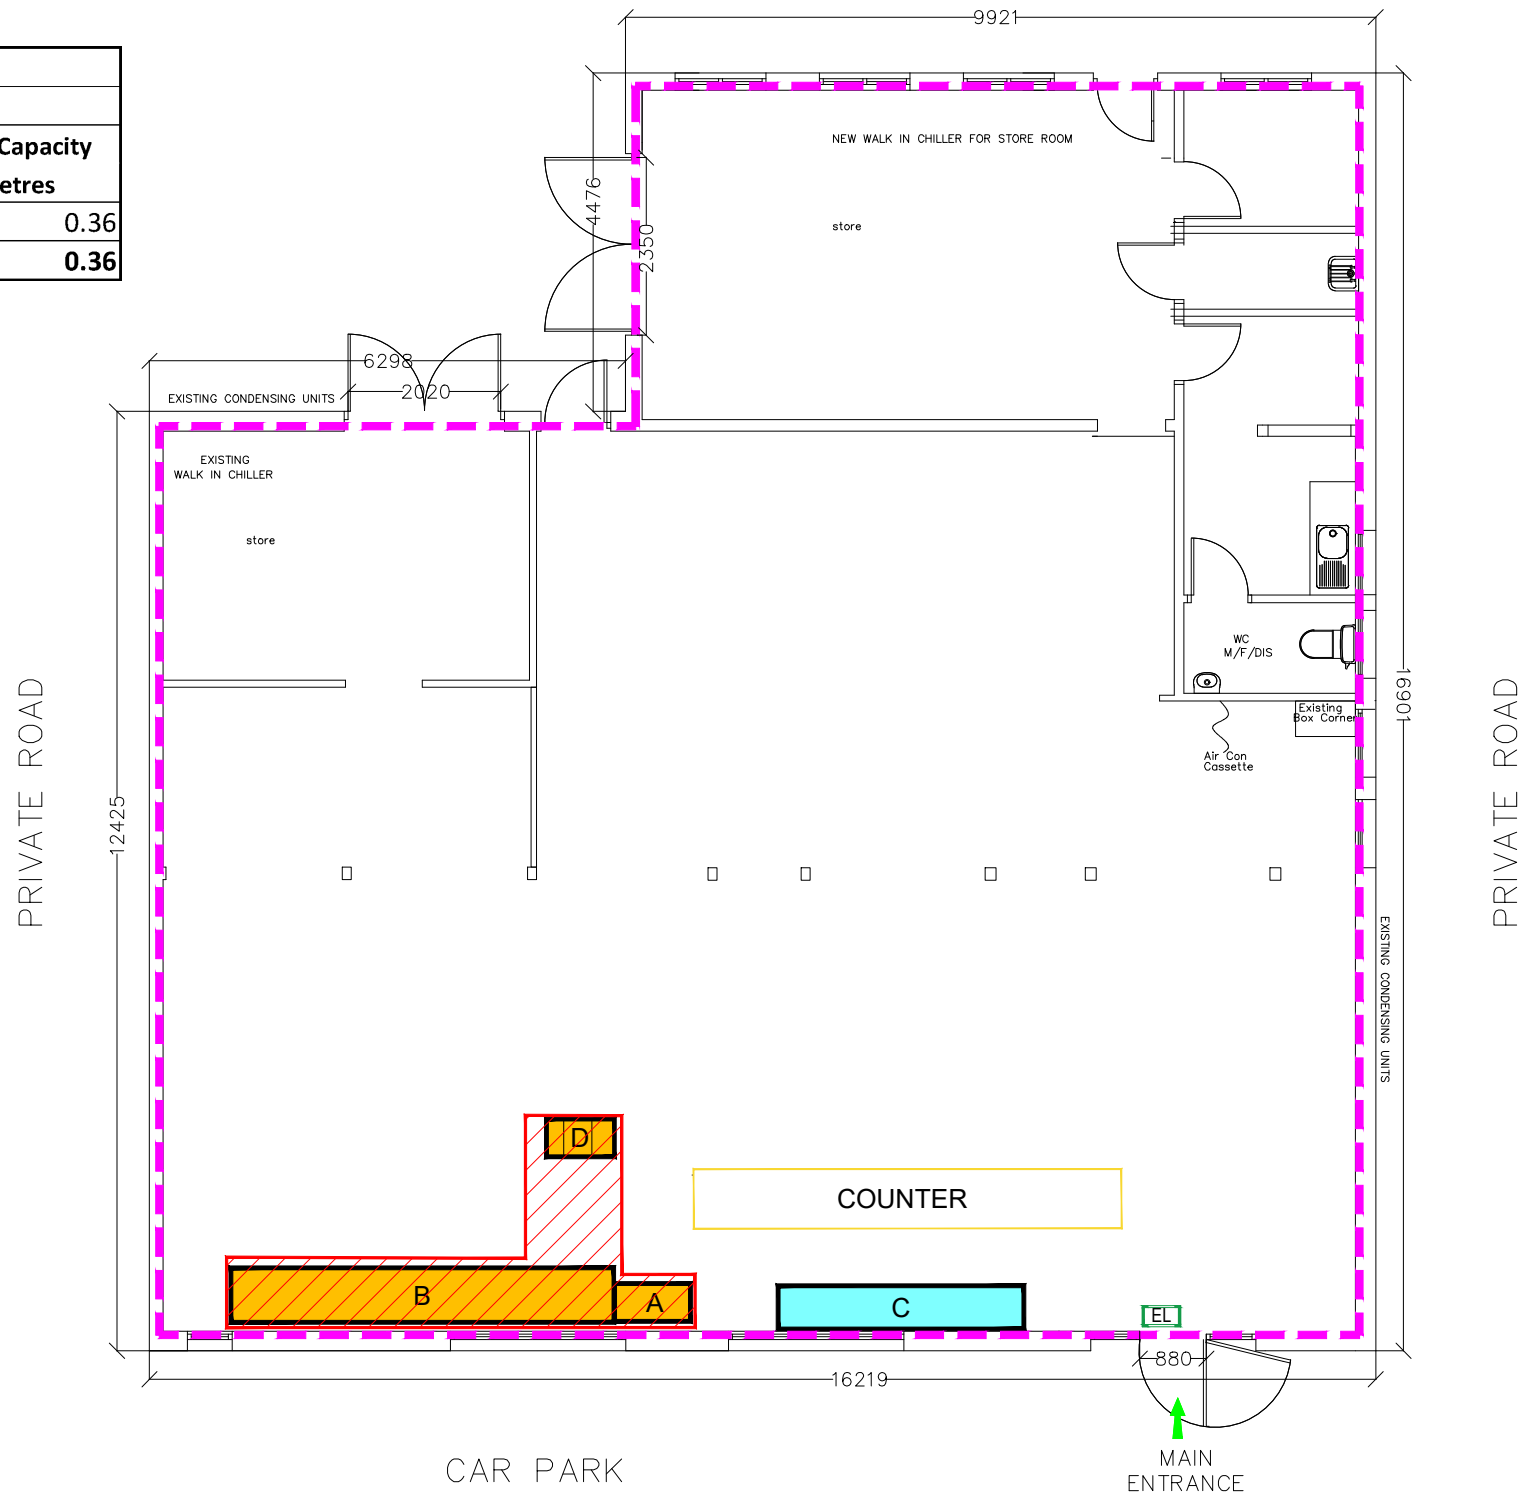 9921
Capacity
etres
0.36
0.36
NEW WALK IN CHILLER FOR STORE ROOM
4476
store
2350
6298
2020
EXISTING CONDENSING UNITS
EXISTING
WALK IN CHILLER
store
WC
M/F/DIS
16901
PRIVATE ROAD
PRIVATE ROAD
Existing
Box Corner
Air Con
Cassette
12425
EXISTING CONDENSING UNITS
D
COUNTER
B
A
C
EL
880
16219
MAIN
ENTRANCE
CAR PARK